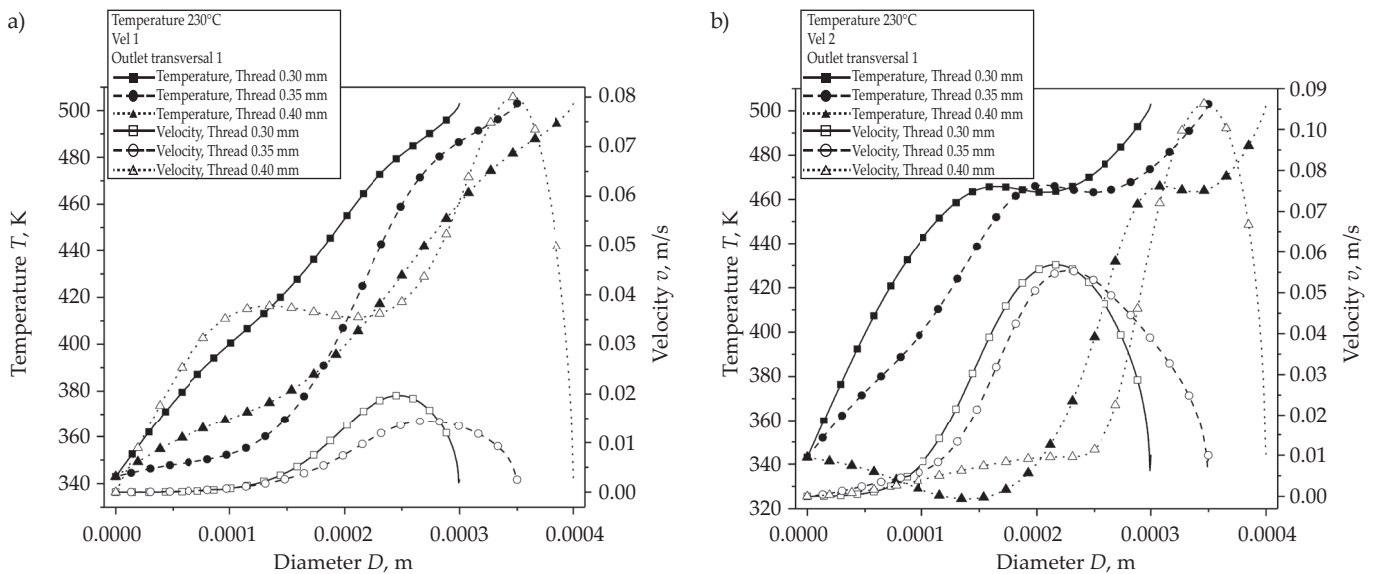 a)
Temperature 230°C
Vel 1
Outlet transversal 1
Temperature, Thread 0.30 mm
Temperature, Thread 0.35 mm
Temperature, Thread 0.40 mm
Velocity, Thread 0.30 mm
Velocity, Thread 0.35 mm
Velocity, Thread 0.40 mm
Temperature T, K
500
480
460
440
420
400
380
360
340
0.08
0.07
0.06
0.05
0.04
0.03
0.02
0.01
0.00
Velocity v, m/s
0.0000 0.0001 0.0002 0.0003 0.0004
Diameter D, m
b)
Temperature 230°C
Vel 2
Outlet transversal 1
Temperature, Thread 0.30 mm
Temperature, Thread 0.35 mm
Temperature, Thread 0.40 mm
Velocity, Thread 0.30 mm
Velocity, Thread 0.35 mm
Velocity, Thread 0.40 mm
Temperature T, K
500
480
460
440
420
400
380
360
340
320
0.09
0.10
0.08
0.07
0.06
0.05
0.04
0.03
0.02
0.01
0.00
Velocity v, m/s
0.0000 0.0001 0.0002 0.0003 0.0004
Diameter D, m